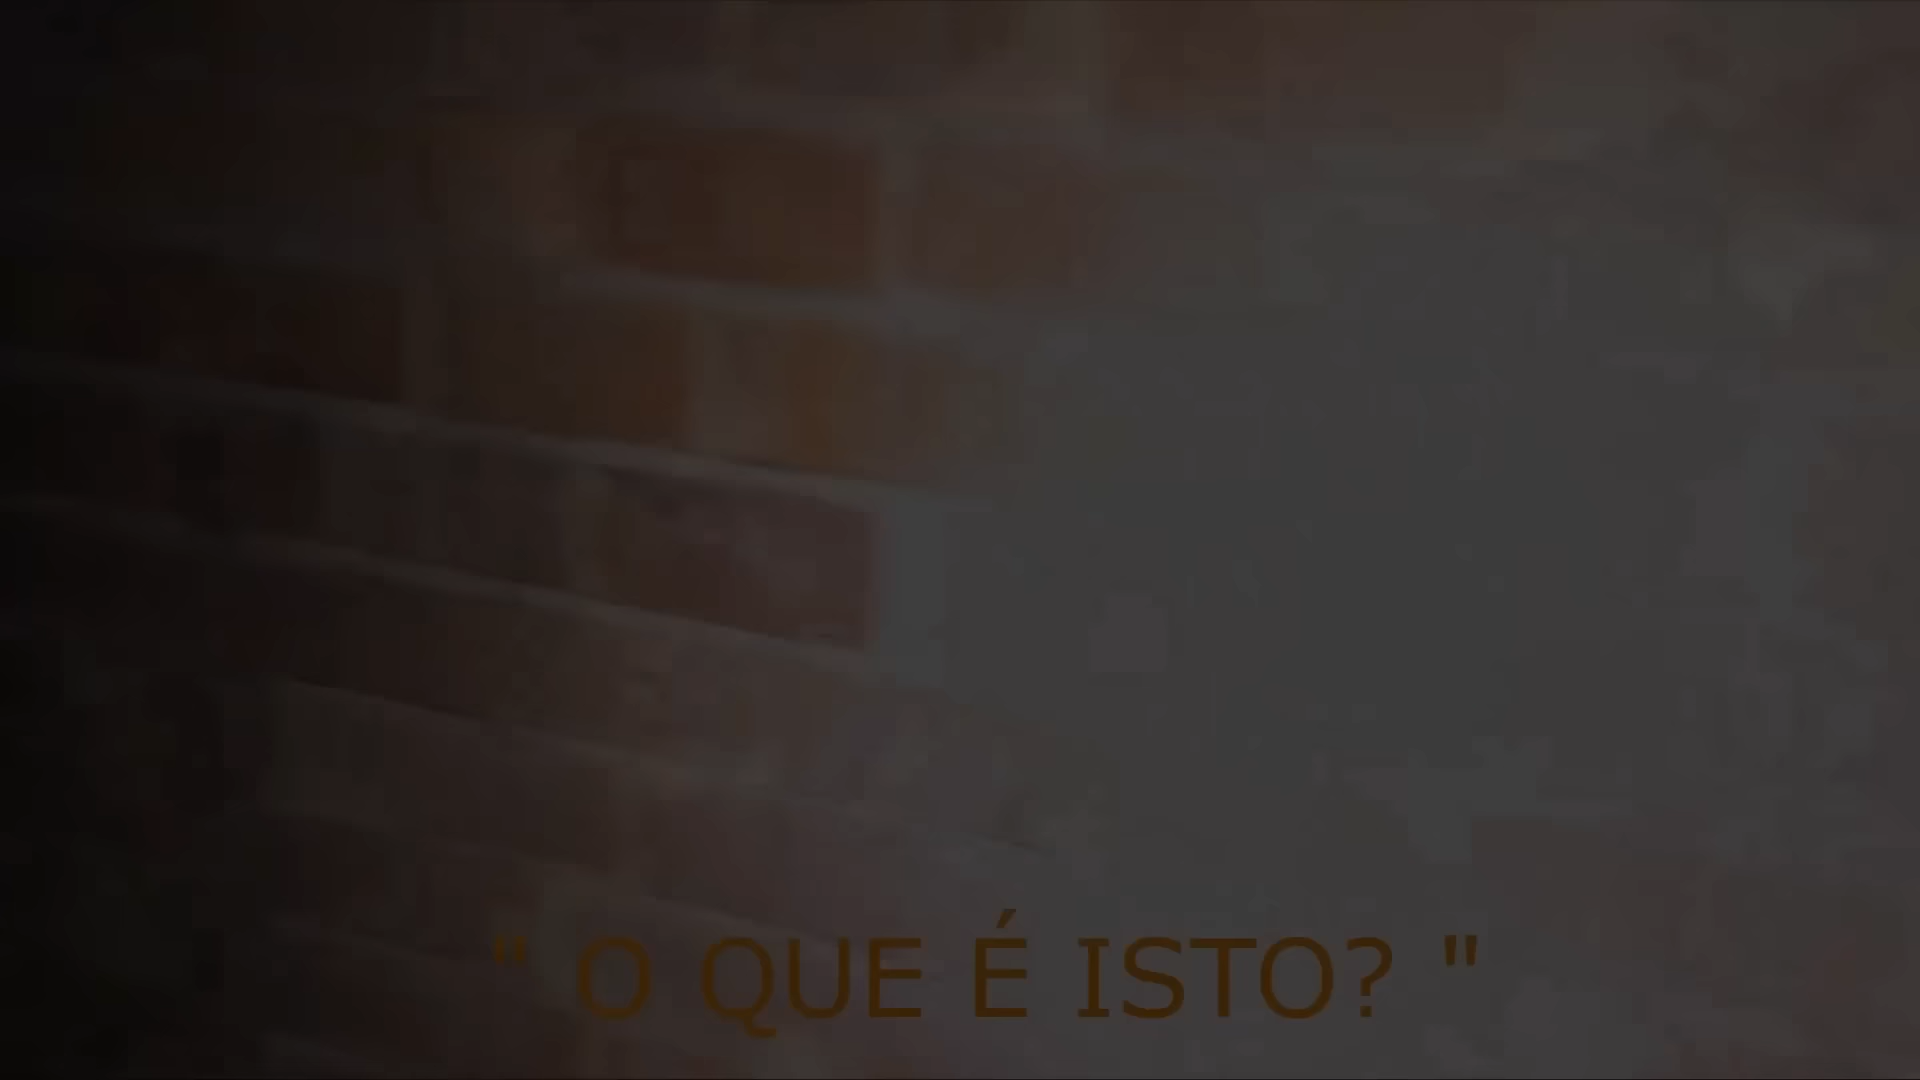 " O QUE É ISTO? "